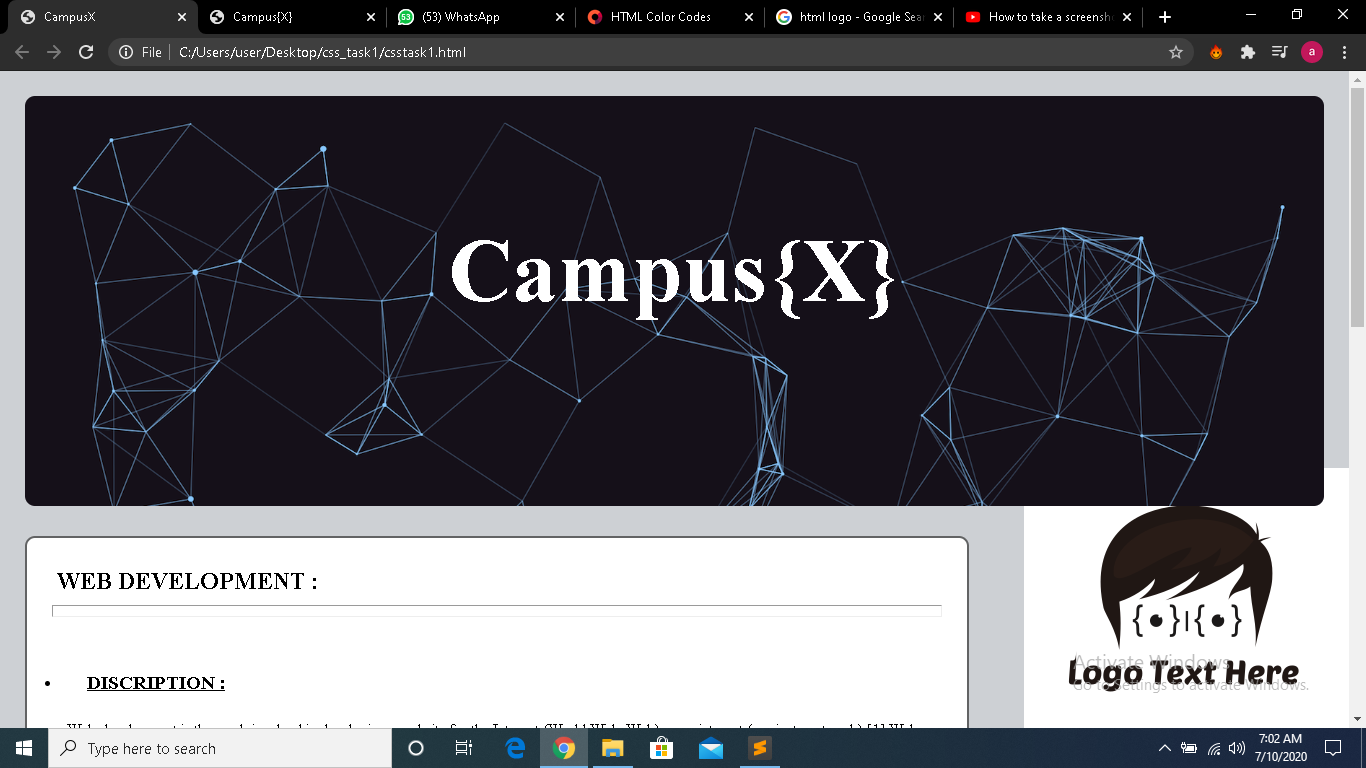 CampusX
Campus{X}
53
(53) WhatsApp
HTML Color Codes
html logo - Google Sear
How to take a screensh
File
C:/Users/user/Desktop/css_task1/csstask1.html
a
Campus{X}
WEB DEVELOPMENT :
DISCRIPTION :
{•}|{•}
Logo Text Here
Activate Windows
Go to Settings to activate Windows.
Type here to search
7:02 AM
7/10/2020